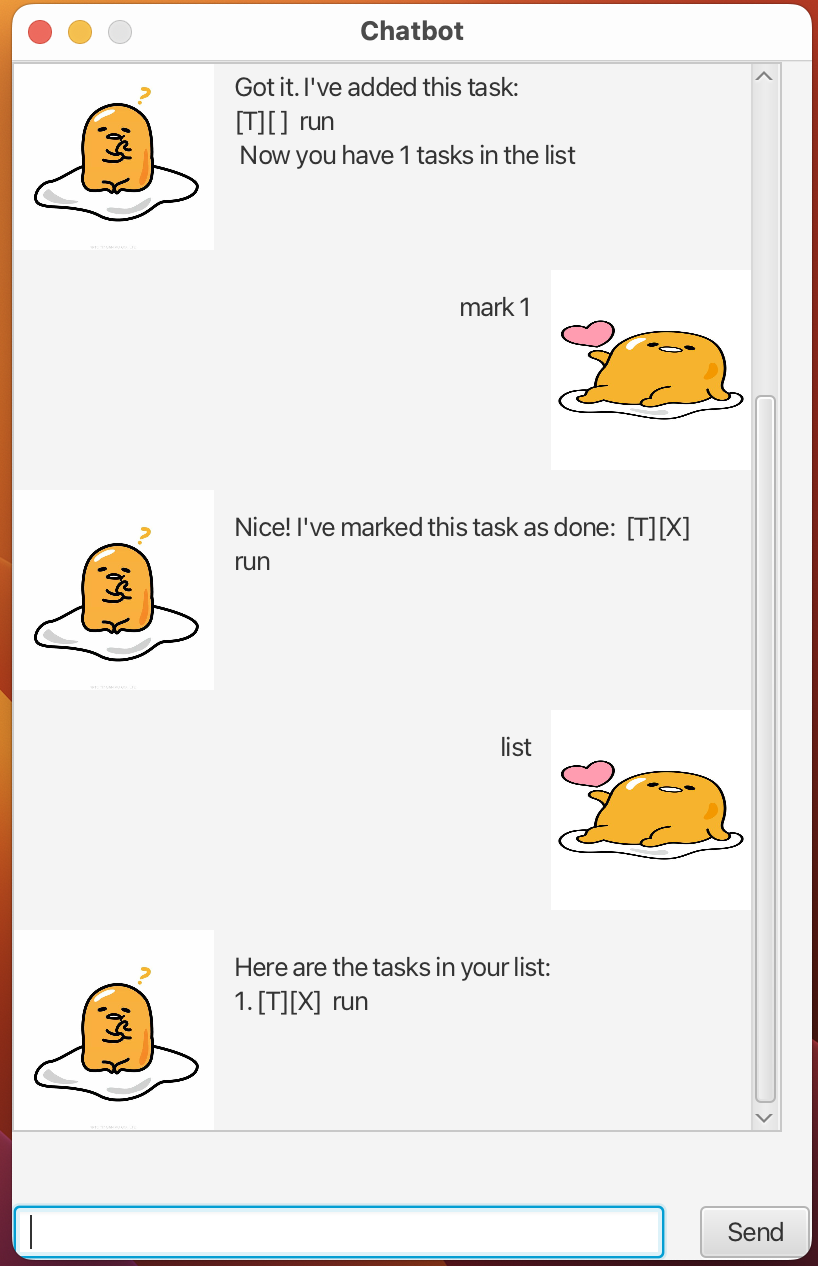 Chatbot
?
Got it. I've added this task:
[T][ ]  run
Now you have 1 tasks in the list
mark 1
?
Nice! I've marked this task as done:  [T][X]
run
list
?
Here are the tasks in your list:
1. [T][X]  run
Send